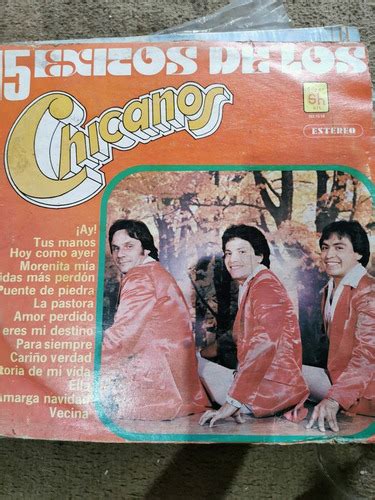 15 EXITOS DE LOS
Chicanos
Sh
ESTEREO
¡Ay!
Tus manos
Hoy como ayer
Morenita mia
idas más perdón
Puente de piedra
La pastora
Amor perdido
eres mi destino
Para siempre
Cariño verdad
toria de mi vida
Ella
marga navidad
Vecina